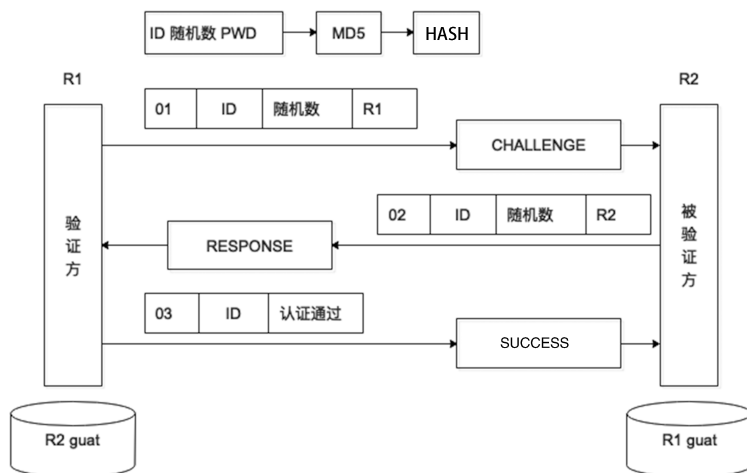 ID 随机数 PWD
MD5
HASH
R1
R2
01 ID 随机数 R1
CHALLENGE
02 ID 随机数 R2
RESPONSE
验证方
被验证方
03 ID 认证通过
SUCCESS
R2 guat
R1 guat